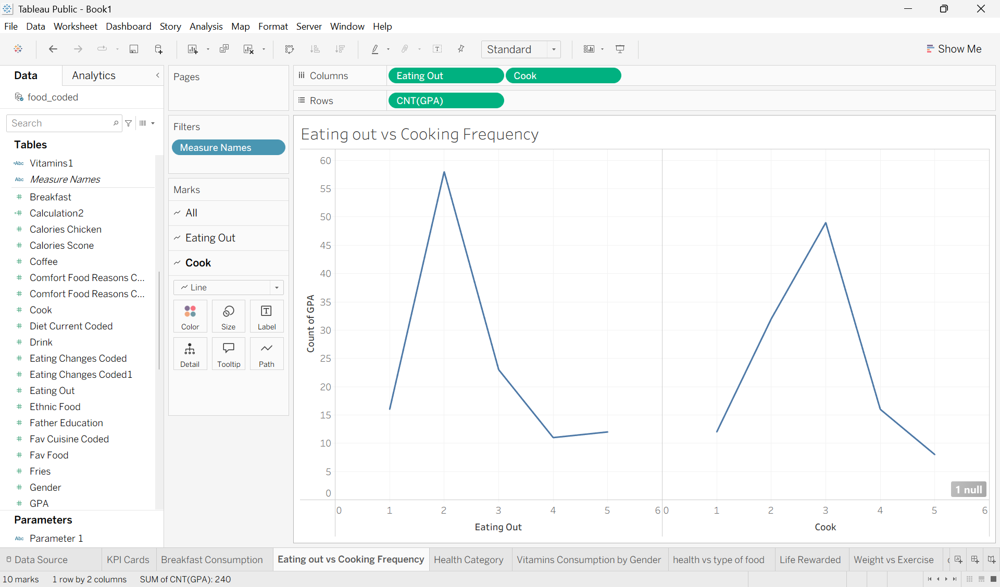 Tableau Public - Book1
File Data Worksheet Dashboard Story Analysis Map Format Server Window Help
Standard
Show Me
Data
Analytics
food_coded
Search
Tables
=Abc Vitamins1
Abc Measure Names
# Breakfast
=# Calculation2
# Calories Chicken
# Calories Scone
# Coffee
# Comfort Food Reasons C...
# Comfort Food Reasons C...
# Cook
# Diet Current Coded
# Drink
# Eating Changes Coded
# Eating Changes Coded1
# Eating Out
# Ethnic Food
# Father Education
# Fav Cuisine Coded
# Fav Food
# Fries
# Gender
# GPA
Parameters
Abc Parameter 1
Pages
Filters
Measure Names
Marks
All
Eating Out
Cook
Line
Color Size Label
Detail Tooltip Path
Columns Eating Out Cook
Rows CNT(GPA)
Eating out vs Cooking Frequency
Count of GPA
60
55
50
45
40
35
30
25
20
15
10
5
0
0 1 2 3 4 5 6 0 1 2 3 4 5 6
Eating Out Cook
1 null
Data Source KPI Cards Breakfast Consumption Eating out vs Cooking Frequency Health Category Vitamins Consumption by Gender health vs type of food Life Rewarded Weight vs Exercise
10 marks 1 row by 2 columns SUM of CNT(GPA): 240